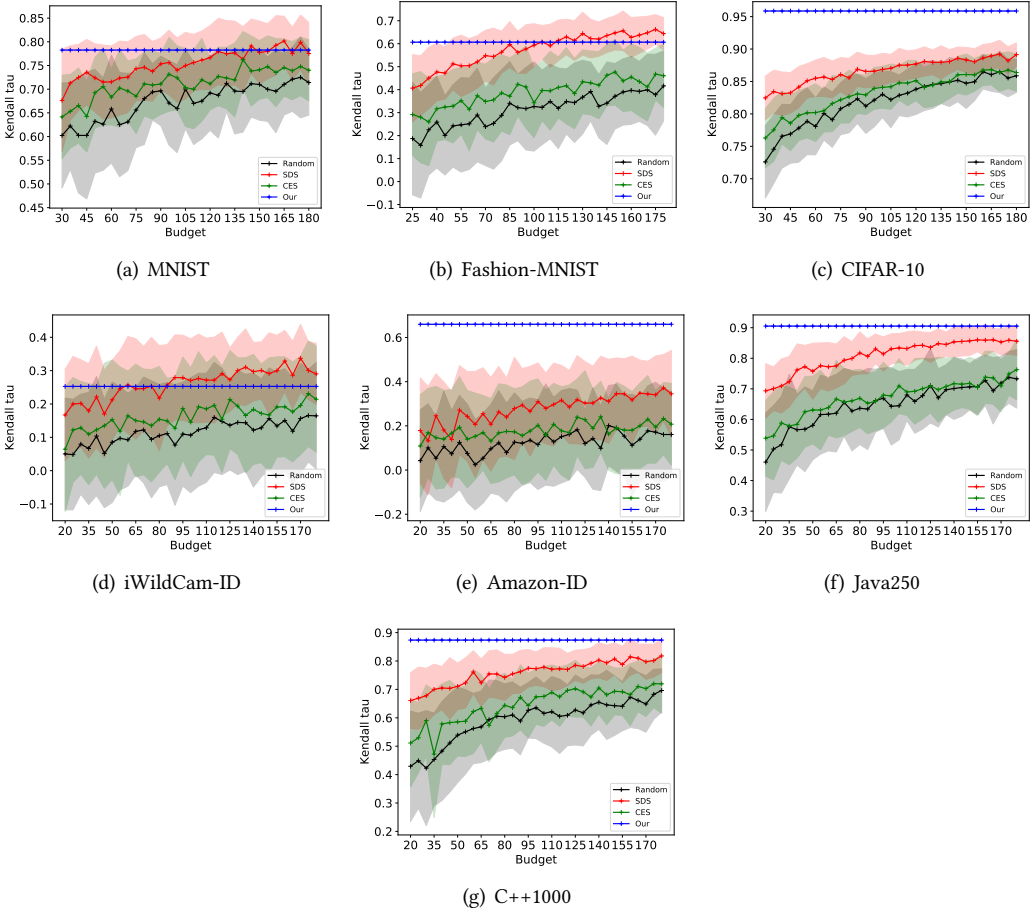 0.85
0.80
0.75
0.70
0.65
0.60
0.55
0.50
0.45
Kendall tau
30 45 60 75 90 105 120 135 150 165 180
Budget
Random
SDS
CES
Our
(a) MNIST
0.7
0.6
0.5
0.4
0.3
0.2
0.1
0.0
−0.1
Kendall tau
25 40 55 70 85 100 115 130 145 160 175
Budget
Random
SDS
CES
Our
(b) Fashion-MNIST
0.95
0.90
0.85
0.80
0.75
0.70
Kendall tau
30 45 60 75 90 105 120 135 150 165 180
Budget
Random
SDS
CES
Our
(c) CIFAR-10
0.4
0.3
0.2
0.1
0.0
−0.1
Kendall tau
20 35 50 65 80 95 110 125 140 155 170
Budget
Random
SDS
CES
Our
(d) iWildCam-ID
0.6
0.4
0.2
0.0
−0.2
Kendall tau
20 35 50 65 80 95 110 125 140 155 170
Budget
Random
SDS
CES
Our
(e) Amazon-ID
0.9
0.8
0.7
0.6
0.5
0.4
0.3
Kendall tau
20 35 50 65 80 95 110 125 140 155 170
Budget
Random
SDS
CES
Our
(f) Java250
0.9
0.8
0.7
0.6
0.5
0.4
0.3
0.2
Kendall tau
20 35 50 65 80 95 110 125 140 155 170
Budget
Random
SDS
CES
Our
(g) C++1000